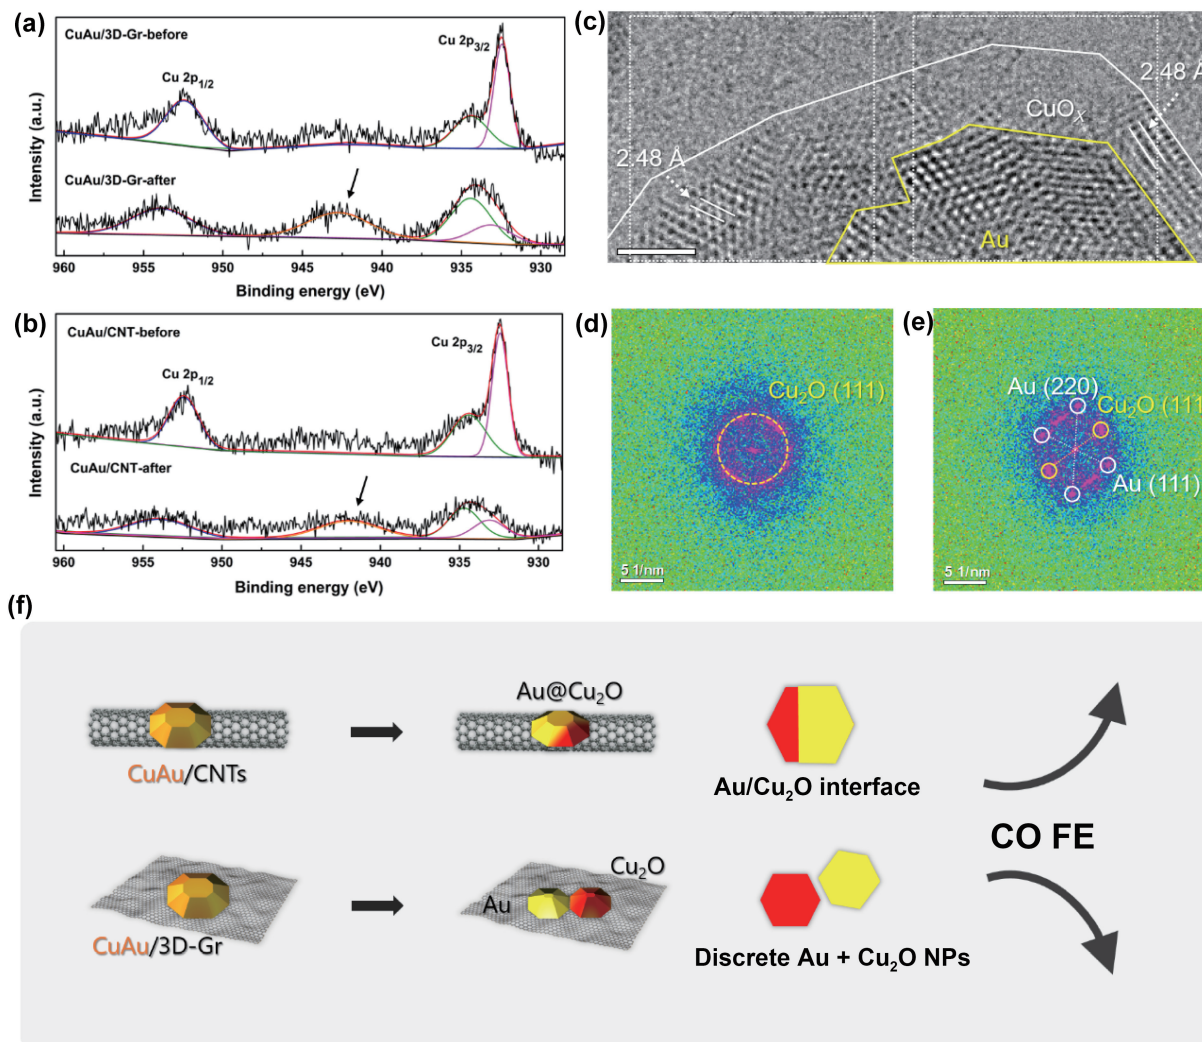 (a)
CuAu/3D-Gr-before
Cu 2p₃/₂
Cu 2p₁/₂
CuAu/3D-Gr-after
Intensity (a.u.)
960 955 950 945 940 935 930
Binding energy (eV)
(b)
CuAu/CNT-before
Cu 2p₃/₂
Cu 2p₁/₂
CuAu/CNT-after
Intensity (a.u.)
960 955 950 945 940 935 930
Binding energy (eV)
(c)
2.48 Å
CuOₓ
2.48 Å
Au
(d)
Cu₂O (111)
5 1/nm
(e)
Au (220)
Cu₂O (111
Au (111)
5 1/nm
(f)
Au@Cu₂O
CuAu/CNTs
Au/Cu₂O interface
CO FE
Cu₂O
Au
CuAu/3D-Gr
Discrete Au + Cu₂O NPs